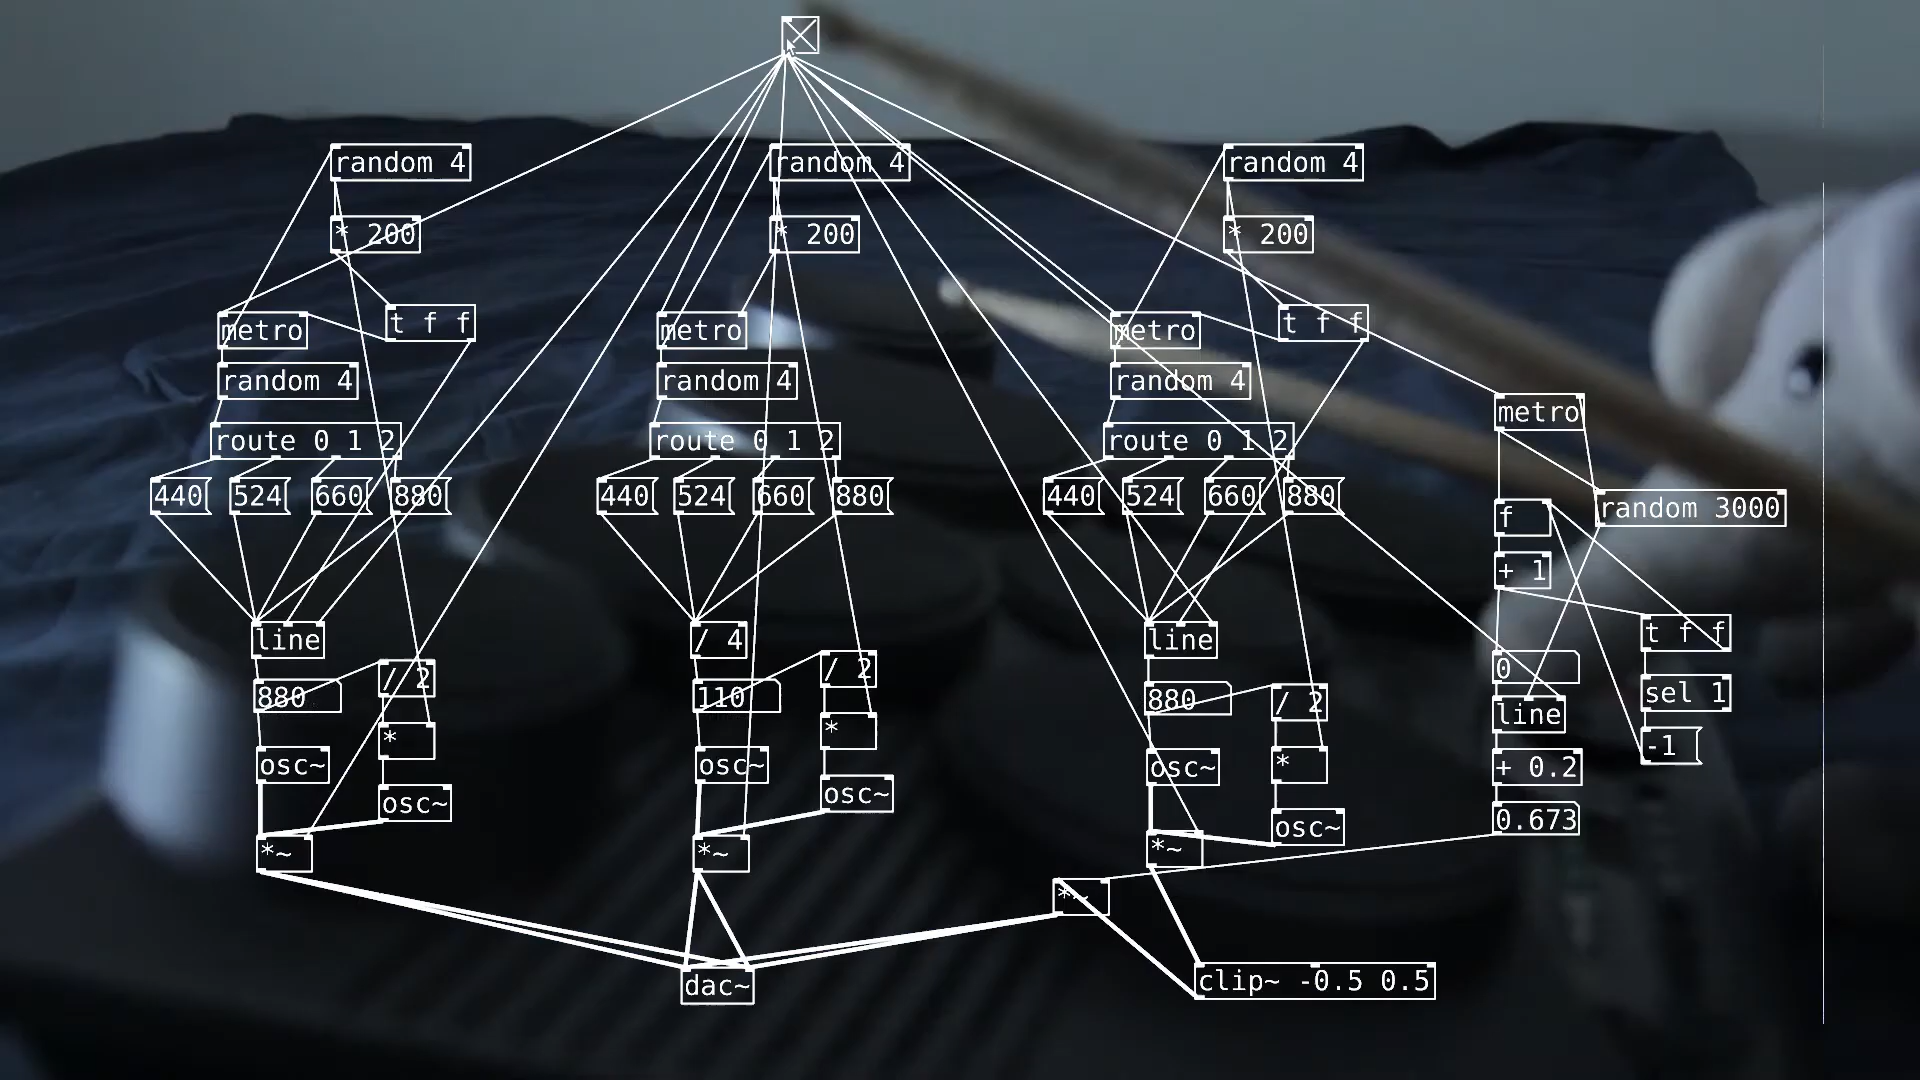 random 4
random 4
random 4
* 200
* 200
* 200
t f f
t f f
metro
metro
metro
random 4
random 4
random 4
metro
route 0 1 2
route 0 1 2
route 0 1 2
440
524
660
880
440
524
660
880
440
524
660
880
random 3000
f
+ 1
t f f
line
/ 4
line
/ 2
/ 2
/ 2
0
sel 1
880
110
880
line
*
*
*
-1
osc~
osc~
osc~
+ 0.2
osc~
osc~
osc~
0.673
*~
*~
*~
*~
dac~
clip~ -0.5 0.5